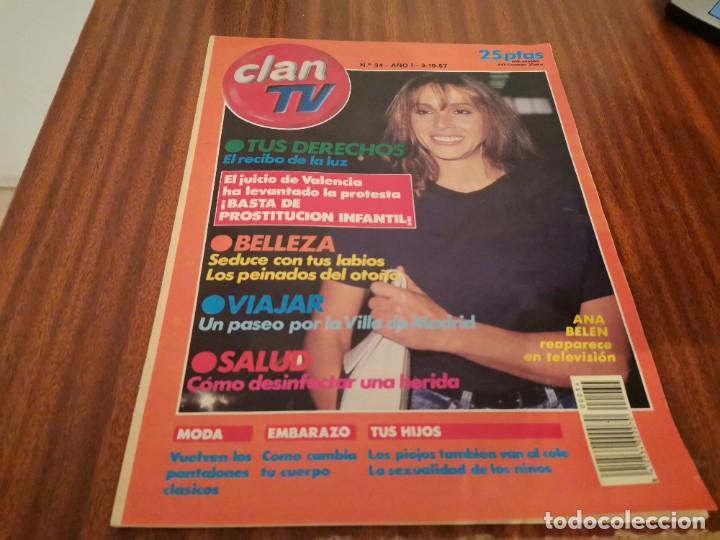 clan
TV
N.º 34 - AÑO I - 3-10-87
25 ptas
TUS DERECHOS
El recibo de la luz
El juicio de Valencia
ha levantado la protesta
¡BASTA DE
PROSTITUCION INFANTIL!
BELLEZA
Seduce con tus labios
Los peinados del otoño
VIAJAR
Un paseo por la Villa de Madrid
SALUD
Cómo desinfectar una herida
ANA
BELEN
reaparece
en televisión
MODA
Vuelven los
pantalones
clásicos
EMBARAZO
Como cambia
tu cuerpo
TUS HIJOS
Los piojos también van al cole
La sexualidad de los niños
todocoleccion